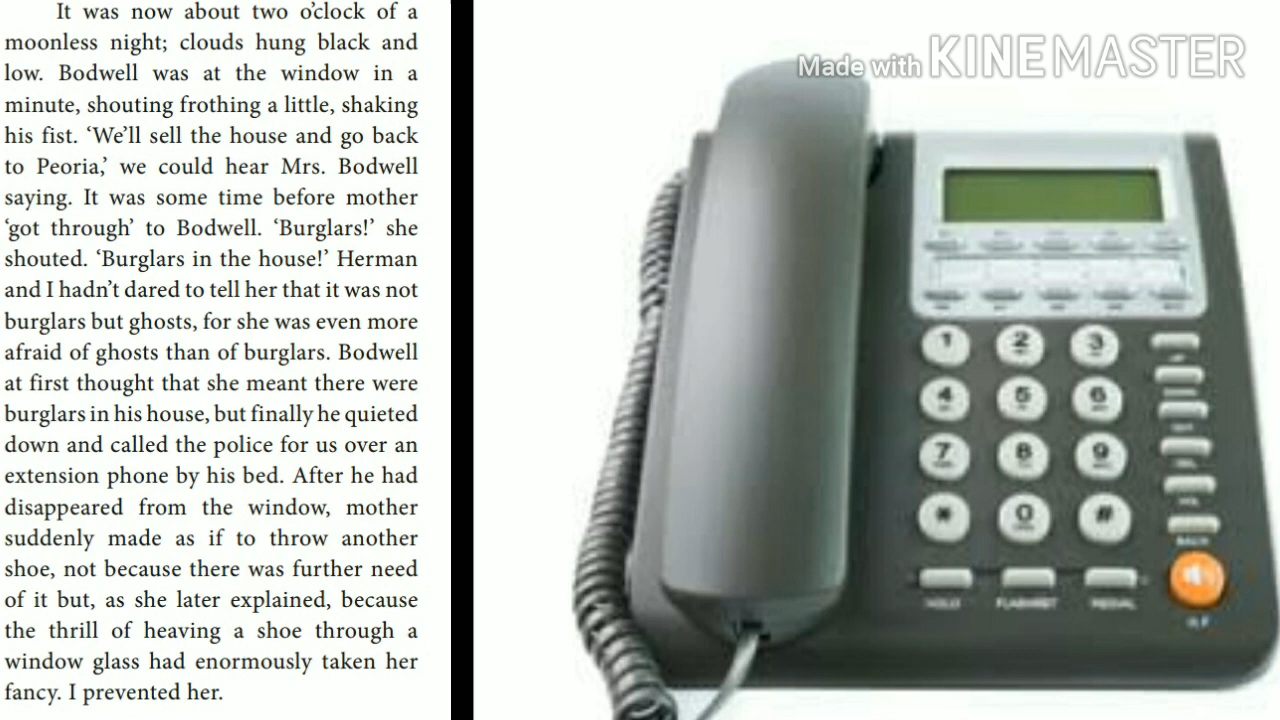 It was now about two o'clock of a
moonless night; clouds hung black and
low. Bodwell was at the window in a
minute, shouting frothing a little, shaking
his fist. ‘We’ll sell the house and go back
to Peoria,’ we could hear Mrs. Bodwell
saying. It was some time before mother
‘got through’ to Bodwell. ‘Burglars!’ she
shouted. ‘Burglars in the house!’ Herman
and I hadn’t dared to tell her that it was not
burglars but ghosts, for she was even more
afraid of ghosts than of burglars. Bodwell
at first thought that she meant there were
burglars in his house, but finally he quieted
down and called the police for us over an
extension phone by his bed. After he had
disappeared from the window, mother
suddenly made as if to throw another
shoe, not because there was further need
of it but, as she later explained, because
the thrill of heaving a shoe through a
window glass had enormously taken her
fancy. I prevented her.
Made with KINEMASTER
1 2 3
4 5 6
7 8 9
* 0 #
HOLD REDIAL